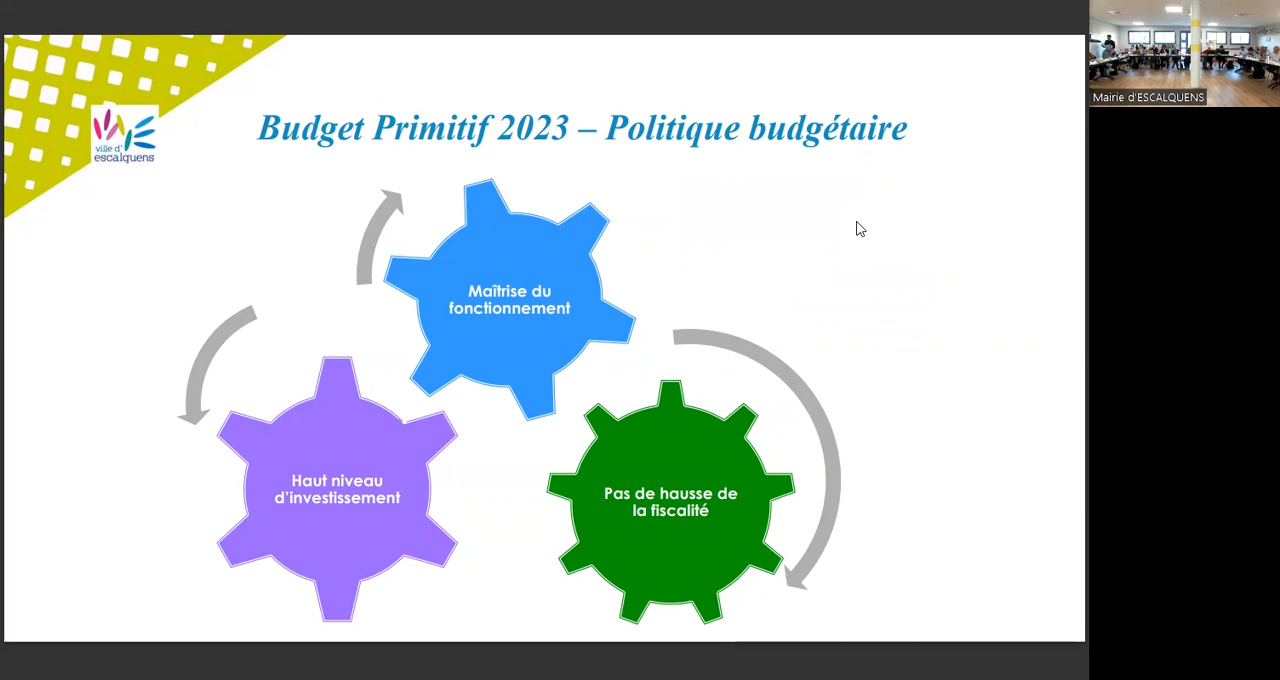 Budget Primitif 2023 – Politique budgétaire
ville d'
escalquens
Maîtrise du
fonctionnement
Haut niveau
d'investissement
Pas de hausse de
la fiscalité
Mairie d'ESCALQUENS